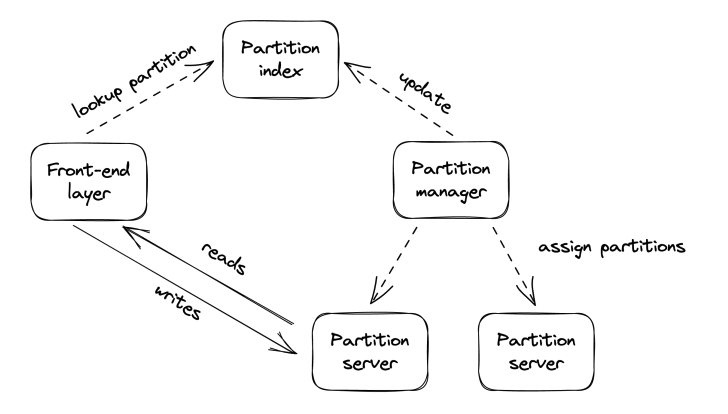 Partition
index
lookup partition
update
Front-end
layer
Partition
manager
reads
writes
assign partitions
Partition
server
Partition
server